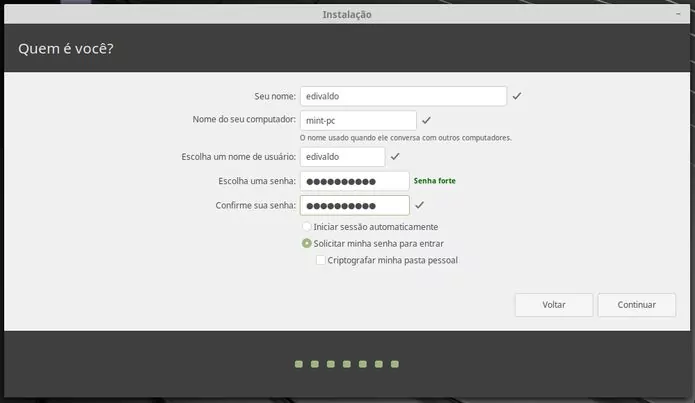 Instalação
Quem é você?
Seu nome: edivaldo
Nome do seu computador: mint-pc
O nome usado quando ele conversa com outros computadores.
Escolha um nome de usuário: edivaldo
Escolha uma senha: ●●●●●●●●●● Senha forte
Confirme sua senha: ●●●●●●●●●●
Iniciar sessão automaticamente
Solicitar minha senha para entrar
Criptografar minha pasta pessoal
Voltar Continuar